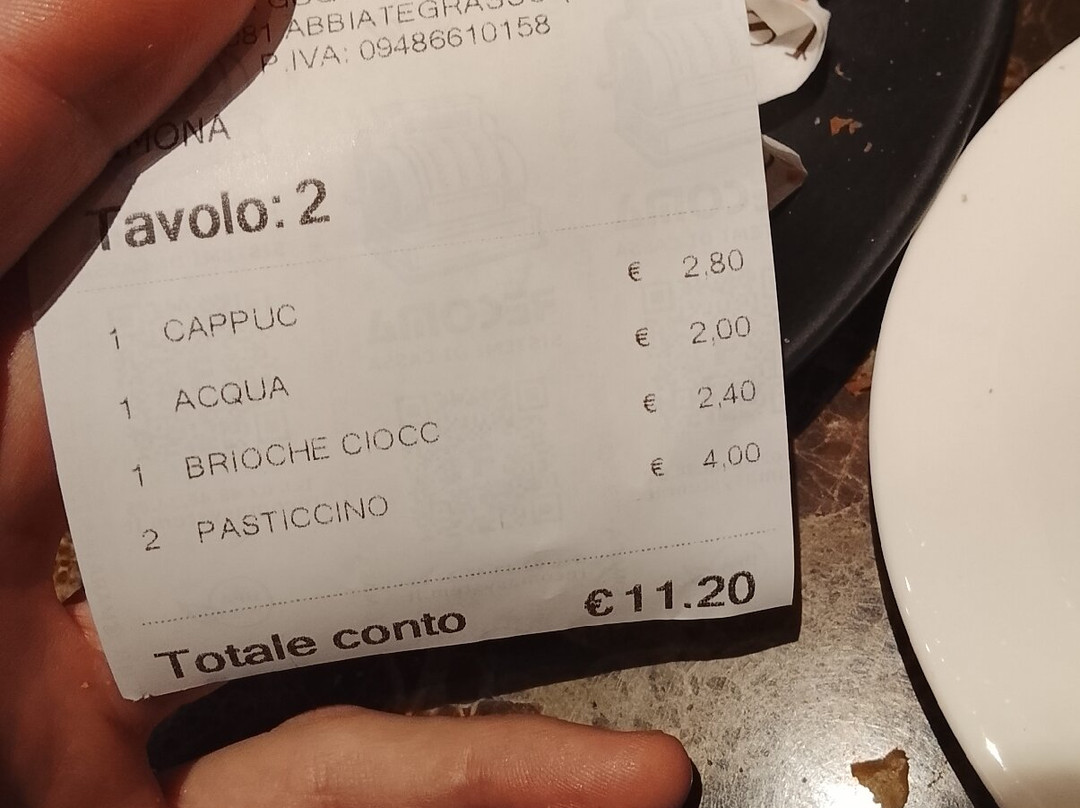 ABBIATEGRASSO
P.IVA: 09486610158
Tavolo: 2
1 CAPPUC € 2,80
1 ACQUA € 2,00
1 BRIOCHE CIOCC € 2,40
2 PASTICCINO € 4,00
Totale conto €11.20